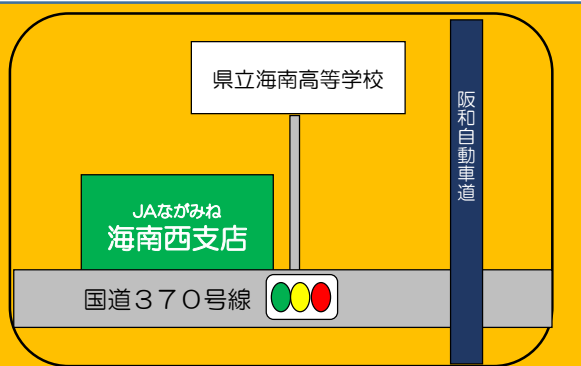 県立海南高等学校
阪和自動車道
JAながみね
海南西支店
国道３７０号線